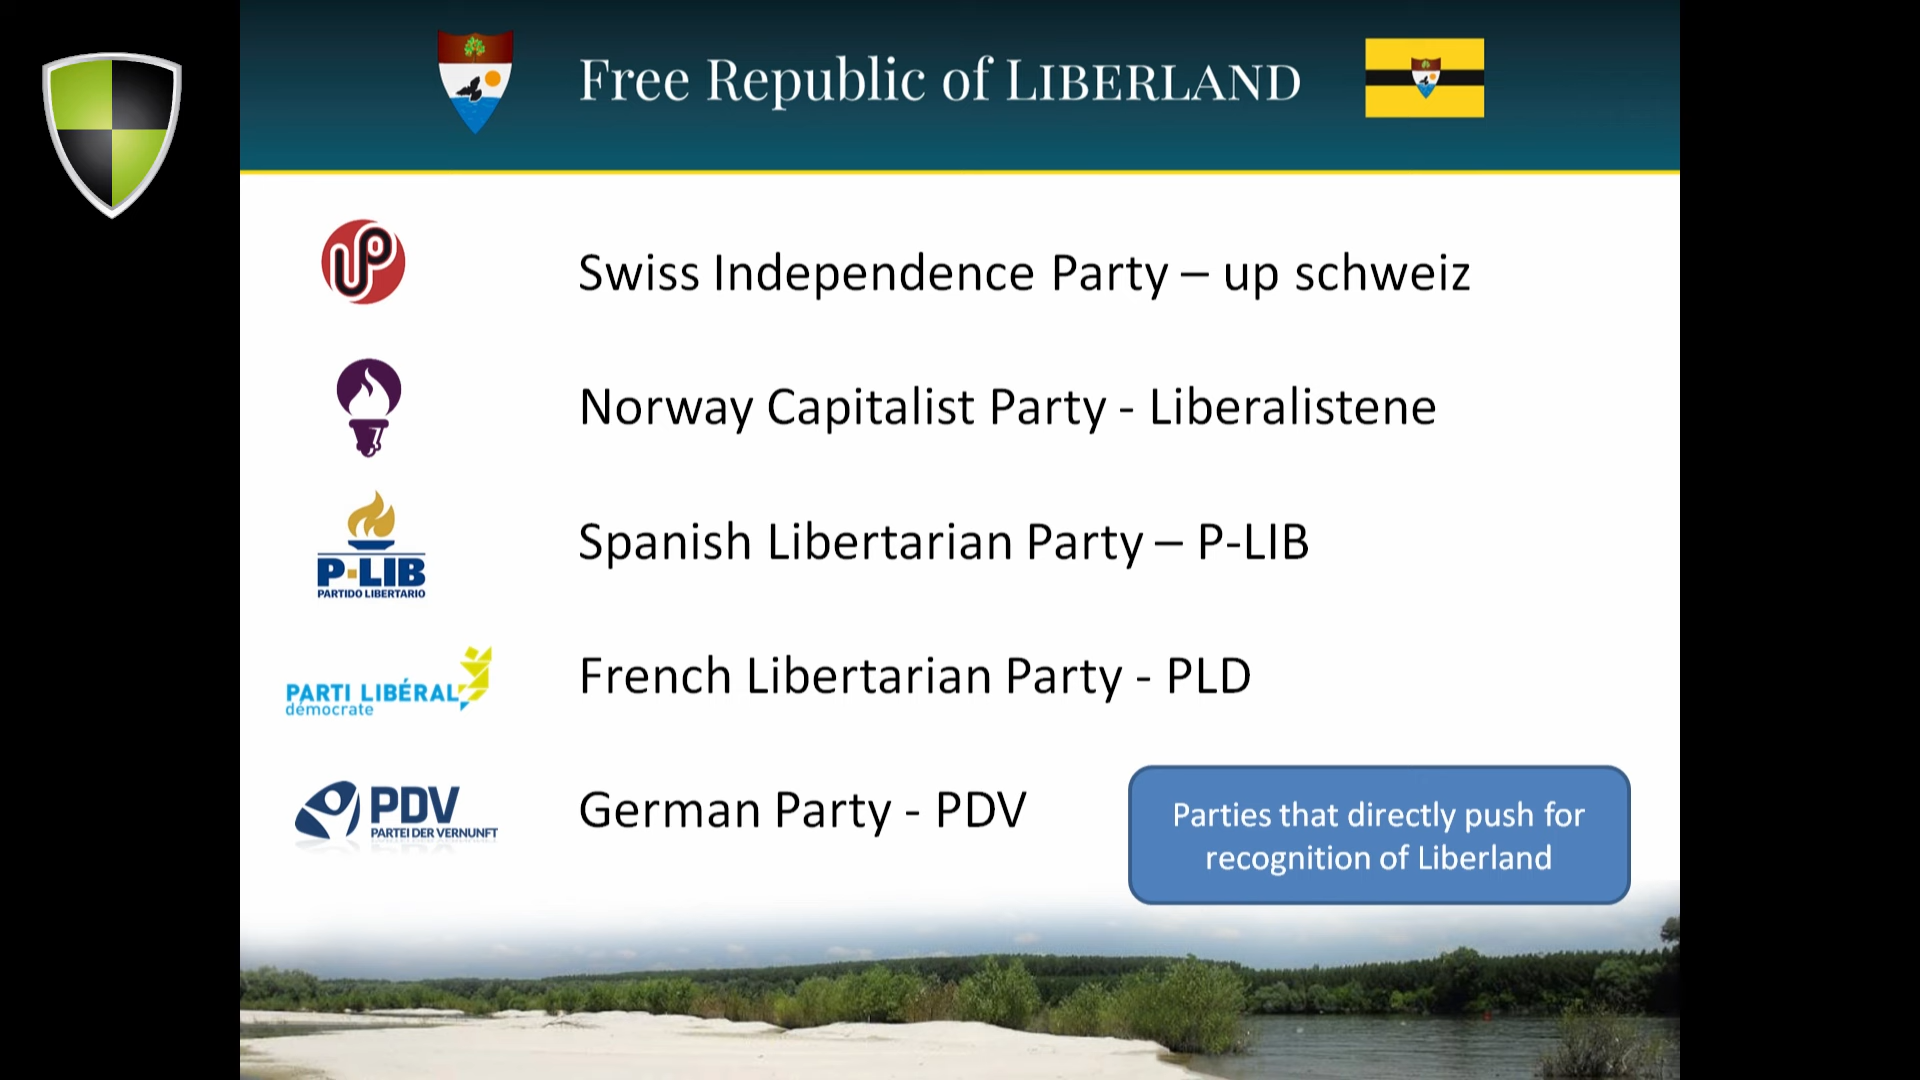 Free Republic of LIBERLAND
up
Swiss Independence Party – up schweiz
Norway Capitalist Party - Liberalistene
P-LIB
PARTIDO LIBERTARIO
Spanish Libertarian Party – P-LIB
PARTI LIBÉRAL
démocrate
French Libertarian Party - PLD
PDV
PARTEI DER VERNUNFT
German Party - PDV
Parties that directly push for
recognition of Liberland